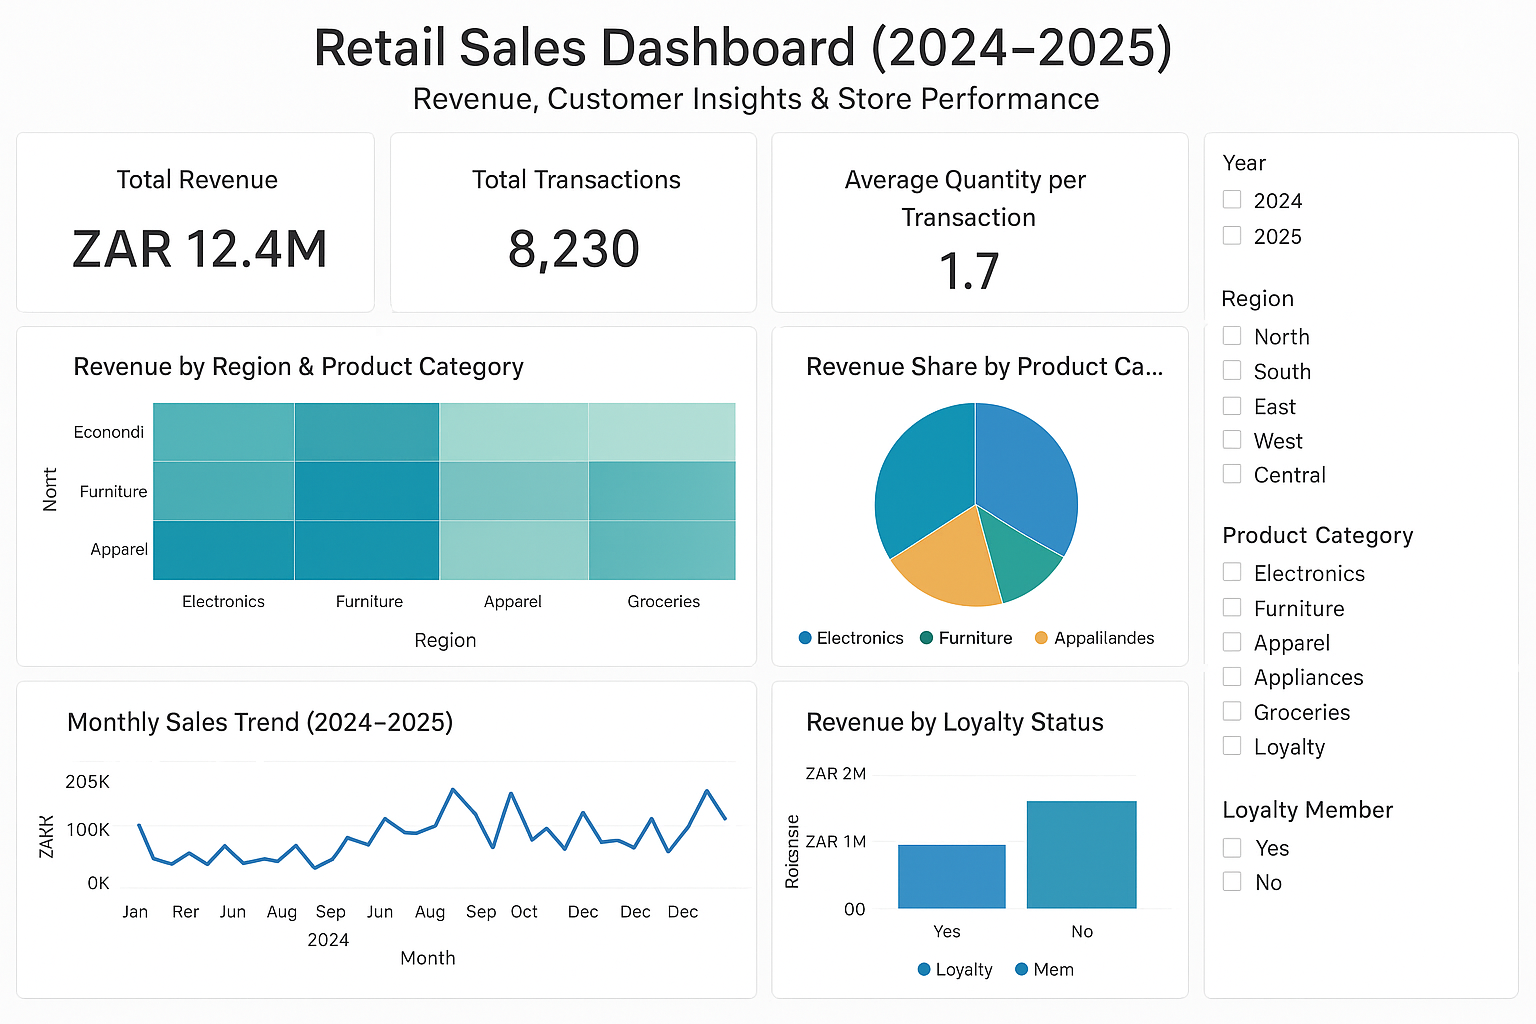 Retail Sales Dashboard (2024–2025)
Revenue, Customer Insights & Store Performance
Total Revenue
ZAR 12.4M
Total Transactions
8,230
Average Quantity per
Transaction
1.7
Year
2024
2025
Region
North
South
East
West
Central
Product Category
Electronics
Furniture
Apparel
Appliances
Groceries
Loyalty
Loyalty Member
Yes
No
Revenue by Region & Product Category
Nort
Econondi
Furniture
Apparel
Electronics Furniture Apparel Groceries
Region
Revenue Share by Product Ca...
Electronics Furniture Appalilandes
Monthly Sales Trend (2024–2025)
ZAKR
205K
100K
0K
Jan Rer Jun Aug Sep Jun Aug Sep Oct Dec Dec Dec
2024
Month
Revenue by Loyalty Status
ZAR 2M
ZAR 1M
00
Yes No
Loyalty Mem